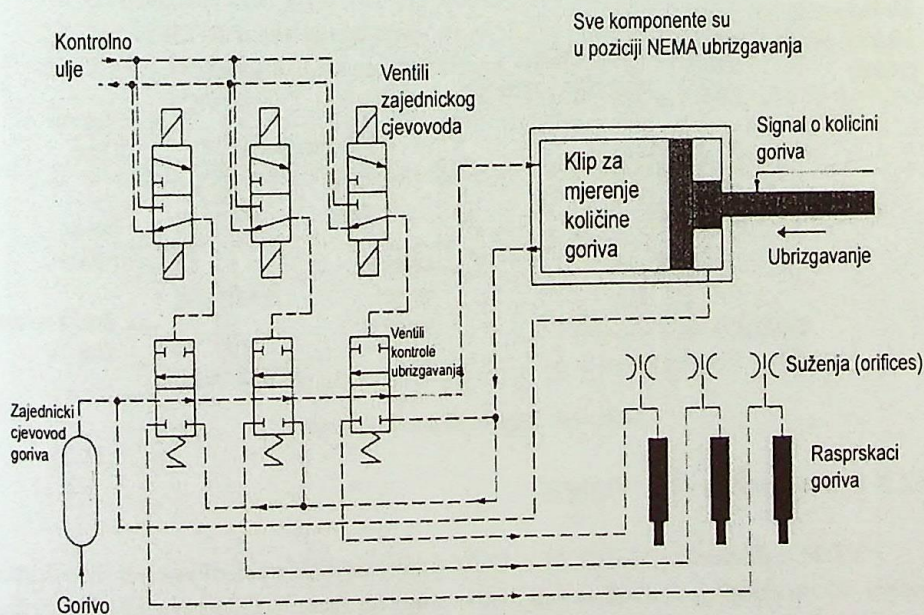 Sve komponente su
u poziciji NEMA ubrizgavanja
Kontrolno
ulje
Ventili
zajednickog
cjevovoda
Klip za
mjerenje
količine
goriva
Signal o kolicini
goriva
Ubrizgavanje
Ventili
kontrole
ubrizgavanja
Suženja (orifices)
Zajednicki
cjevovod
goriva
Rasprskaci
goriva
Gorivo